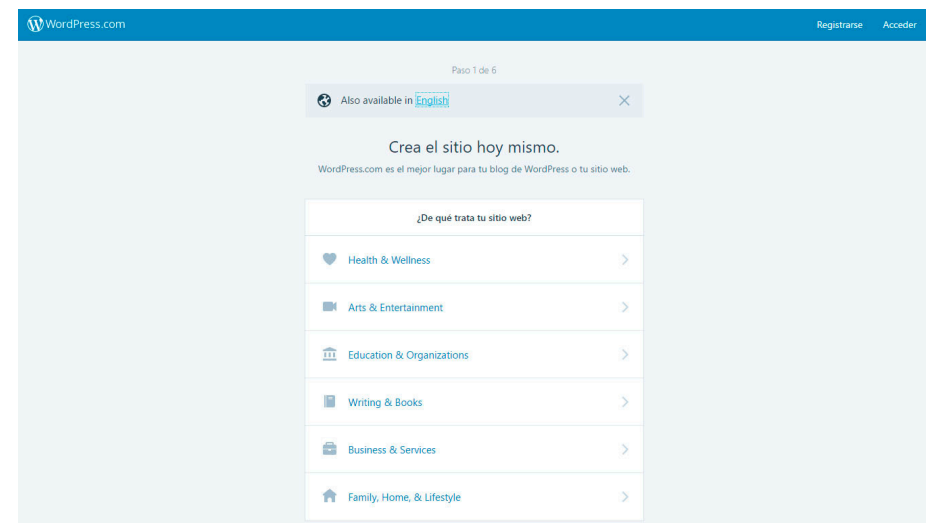 WordPress.com
Registrarse Acceder
Paso 1 de 6
Also available in English
Crea el sitio hoy mismo.
WordPress.com es el mejor lugar para tu blog de WordPress o tu sitio web.
¿De qué trata tu sitio web?
Health & Wellness
Arts & Entertainment
Education & Organizations
Writing & Books
Business & Services
Family, Home, & Lifestyle